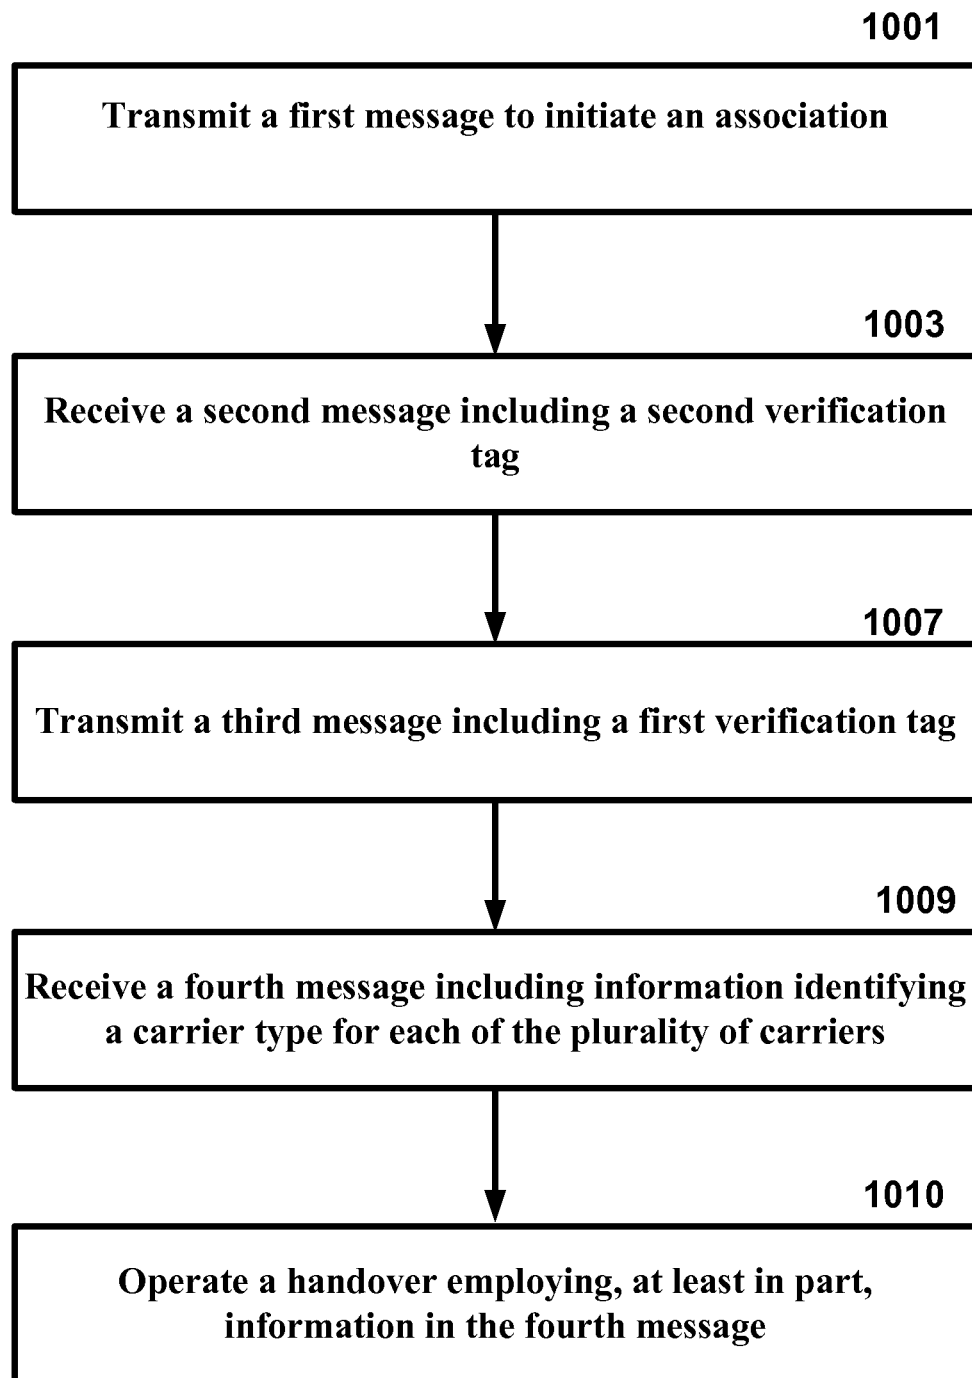 1001
Transmit a first message to initiate an association
1003
Receive a second message including a second verification
tag
1007
Transmit a third message including a first verification tag
1009
Receive a fourth message including information identifying
a carrier type for each of the plurality of carriers
1010
Operate a handover employing, at least in part,
information in the fourth message